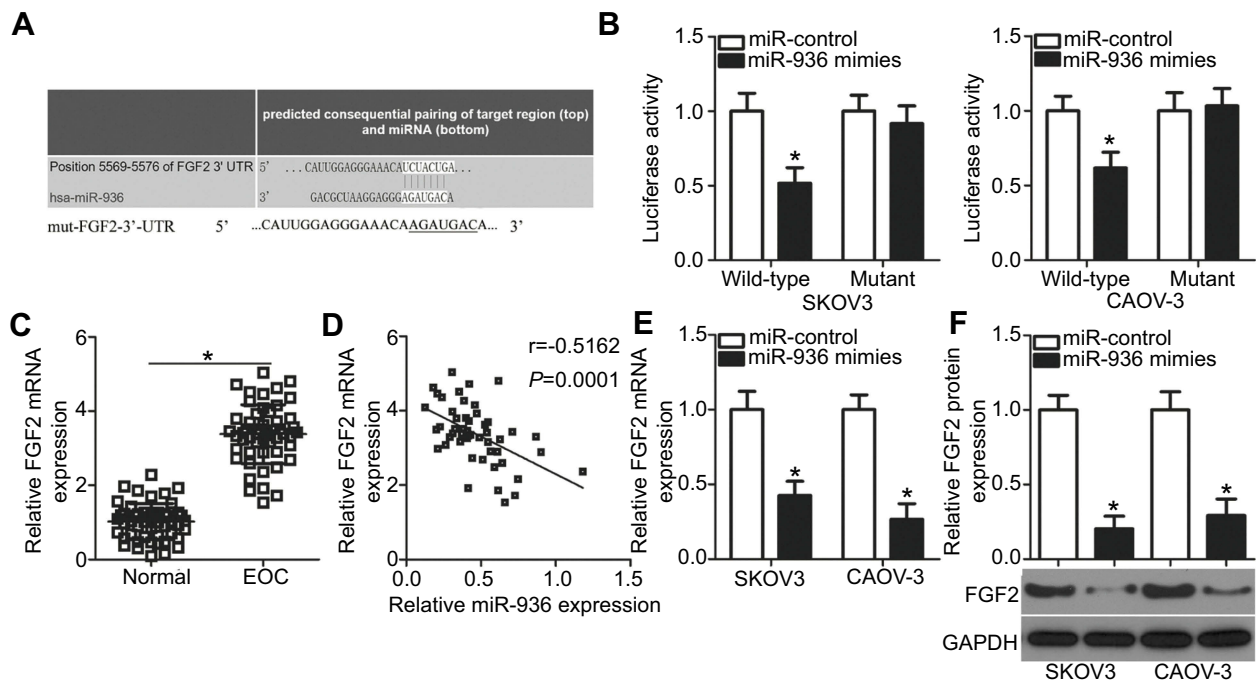 A
predicted consequential pairing of target region (top)
and miRNA (bottom)
Position 5569-5576 of FGF2 3' UTR 5' ...CAUUGGAGGGAAACAUCUACUGA...
hsa-miR-936 3' GACGCUAAGGAGGGAGAUGACA
mut-FGF2-3'-UTR 5' ...CAUUGGAGGGAAACAAGAUGACA... 3'
B
Luciferase activity
1.5
1.0
0.5
0.0
miR-control
miR-936 mimies
*
Wild-type Mutant
SKOV3
Luciferase activity
1.5
1.0
0.5
0.0
miR-control
miR-936 mimies
*
Wild-type Mutant
CAOV-3
C
Relative FGF2 mRNA
expression
6
4
2
0
*
Normal EOC
D
Relative FGF2 mRNA
expression
6
4
2
0
r=-0.5162
P=0.0001
0.0 0.5 1.0 1.5
Relative miR-936 expression
E
Relative FGF2 mRNA
expression
1.5
1.0
0.5
0.0
miR-control
miR-936 mimies
*
*
SKOV3 CAOV-3
F
Relative FGF2 protein
expression
1.5
1.0
0.5
0.0
miR-control
miR-936 mimies
*
*
FGF2
GAPDH
SKOV3 CAOV-3